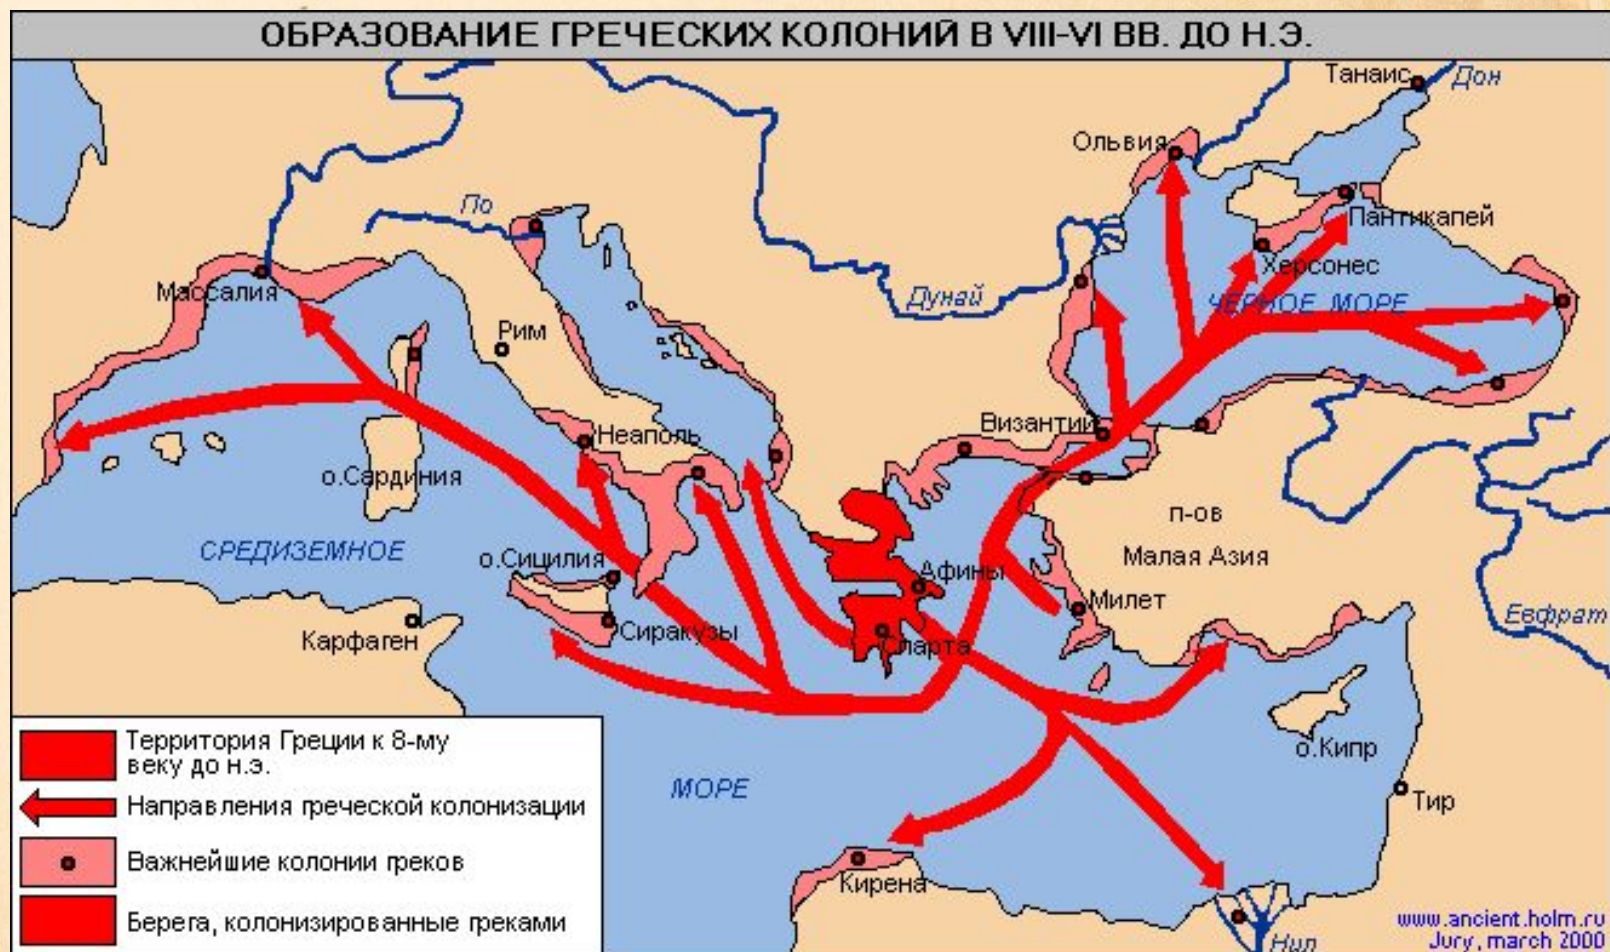 ОБРАЗОВАНИЕ ГРЕЧЕСКИХ КОЛОНИЙ В VIII-VI ВВ. ДО Н.Э.
Танаис
Дон
Ольвия
По
Пантикапей
Массалия
Херсонес
Дунай
ЧЕРНОЕ МОРЕ
Рим
Византий
Неаполь
о.Сардиния
п-ов
Малая Азия
СРЕДИЗЕМНОЕ
о.Сицилия
Афины
Милет
Евфрат
Карфаген
Сиракузы
Спарта
о.Кипр
МОРЕ
Тир
Кирена
Нил
Территория Греции к 8-му
веку до н.э.
Направления греческой колонизации
Важнейшие колонии греков
Берега, колонизированные греками
www.ancient.holm.ru
Jury, march 2000